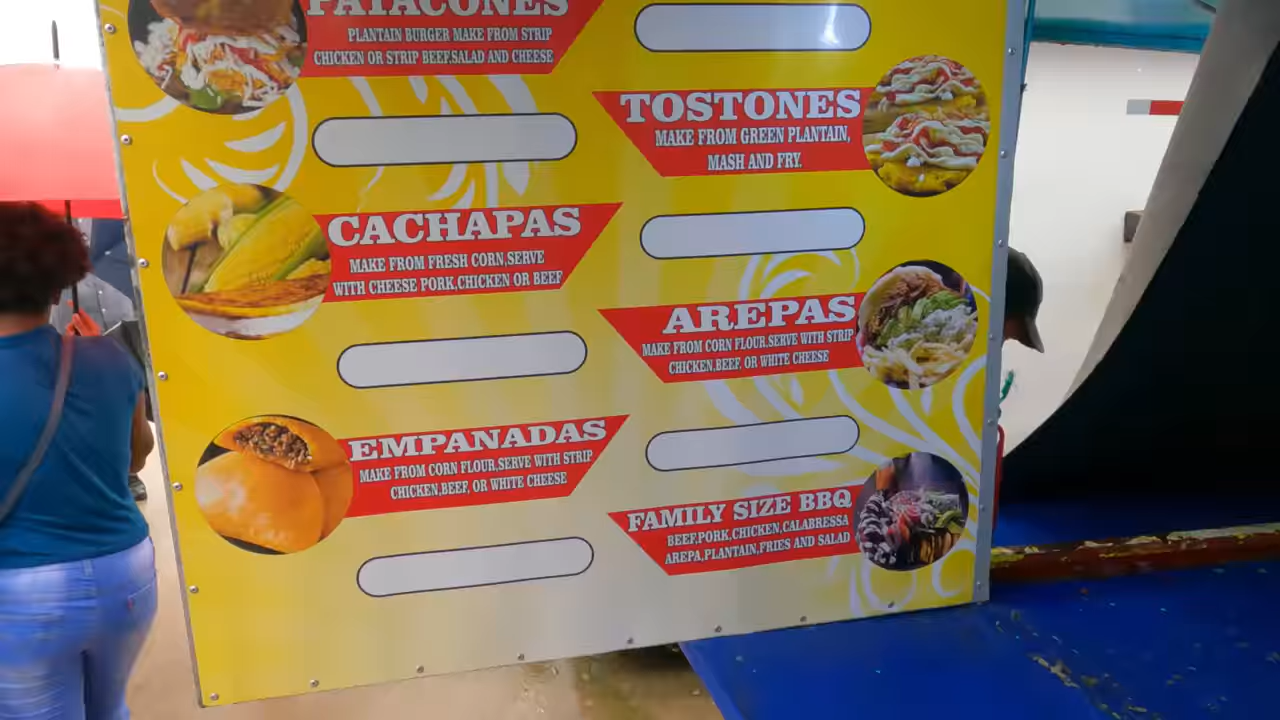 PATACONES
PLANTAIN BURGER MAKE FROM STRIP
CHICKEN OR STRIP BEEF,SALAD AND CHEESE
CACHAPAS
MAKE FROM FRESH CORN,SERVE
WITH CHEESE PORK,CHICKEN OR BEEF
EMPANADAS
MAKE FROM CORN FLOUR,SERVE WITH STRIP
CHICKEN,BEEF, OR WHITE CHEESE
TOSTONES
MAKE FROM GREEN PLANTAIN,
MASH AND FRY.
AREPAS
MAKE FROM CORN FLOUR,SERVE WITH STRIP
CHICKEN,BEEF, OR WHITE CHEESE
FAMILY SIZE BBQ
BEEF,PORK,CHICKEN,CALABRESSA
AREPA,PLANTAIN,FRIES AND SALAD